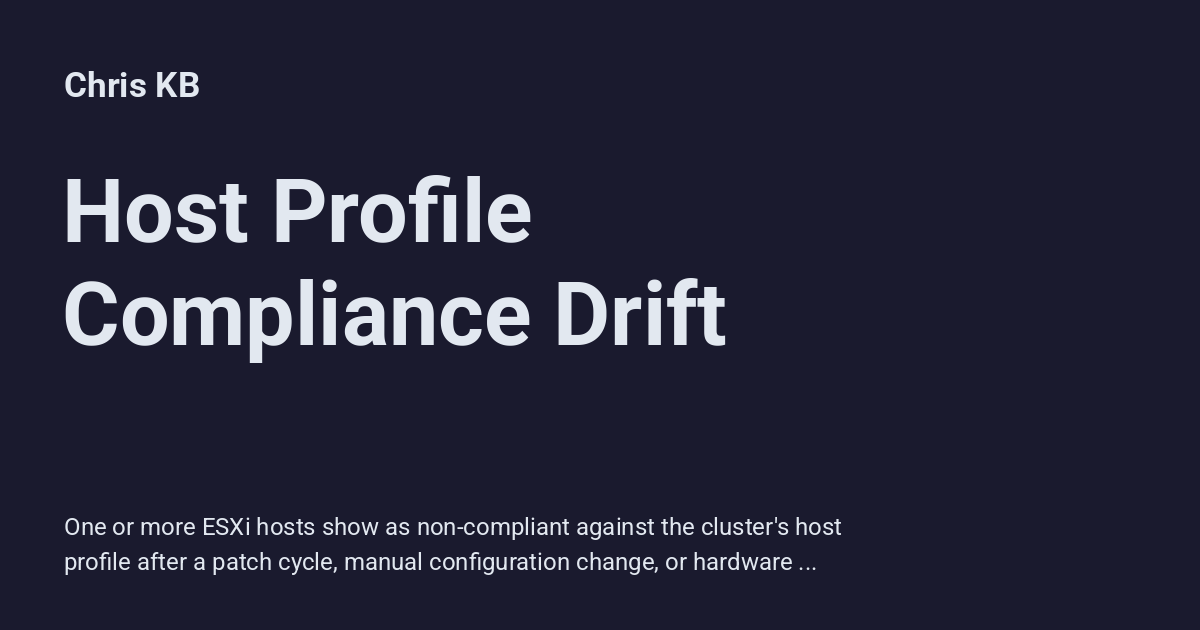 Chris KB
Host Profile
Compliance Drift
One or more ESXi hosts show as non-compliant against the cluster's host
profile after a patch cycle, manual configuration change, or hardware ...